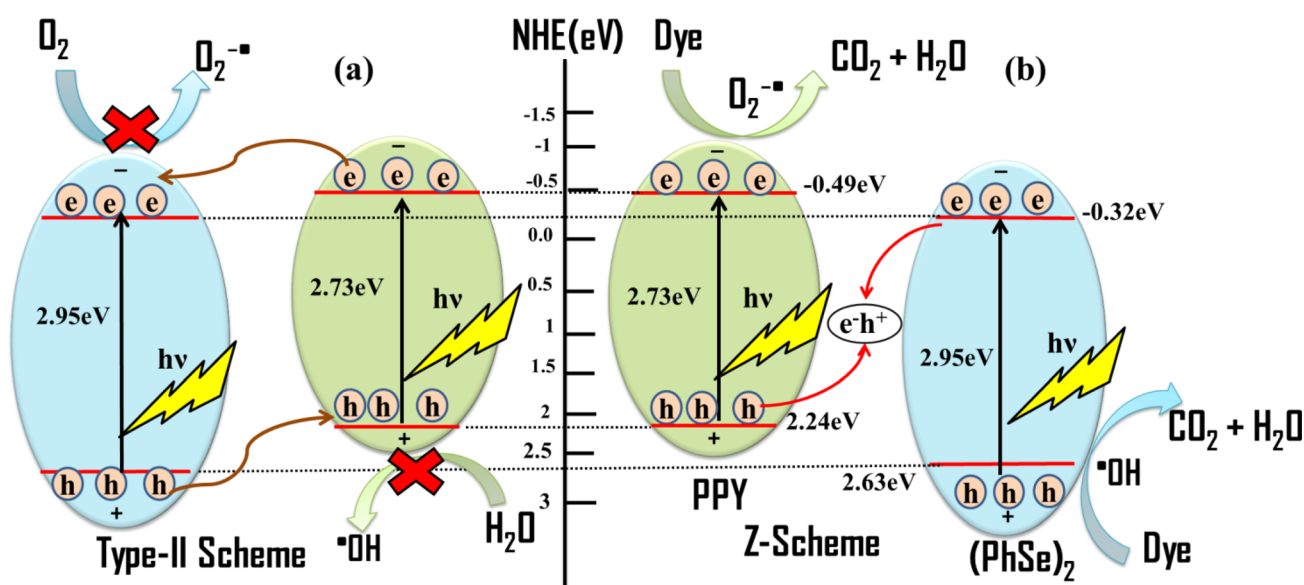 O₂
O₂⁻▪
(a)
NHE(eV)
Dye
O₂⁻▪
CO₂ + H₂O
(b)
-1.5
-1
-0.5
0.0
0.5
1
1.5
2
2.5
3
−
e e e
2.95eV
hν
h h h
+
−
e e e
2.73eV
hν
h h h
+
▪OH
H₂O
Type-II Scheme
−
e e e
-0.49eV
2.73eV
hν
h h h
2.24eV
+
PPY
e⁻h⁺
−
e e e
-0.32eV
2.95eV
hν
2.63eV
h h h
+
CO₂ + H₂O
▪OH
Dye
Z-Scheme
(PhSe)₂